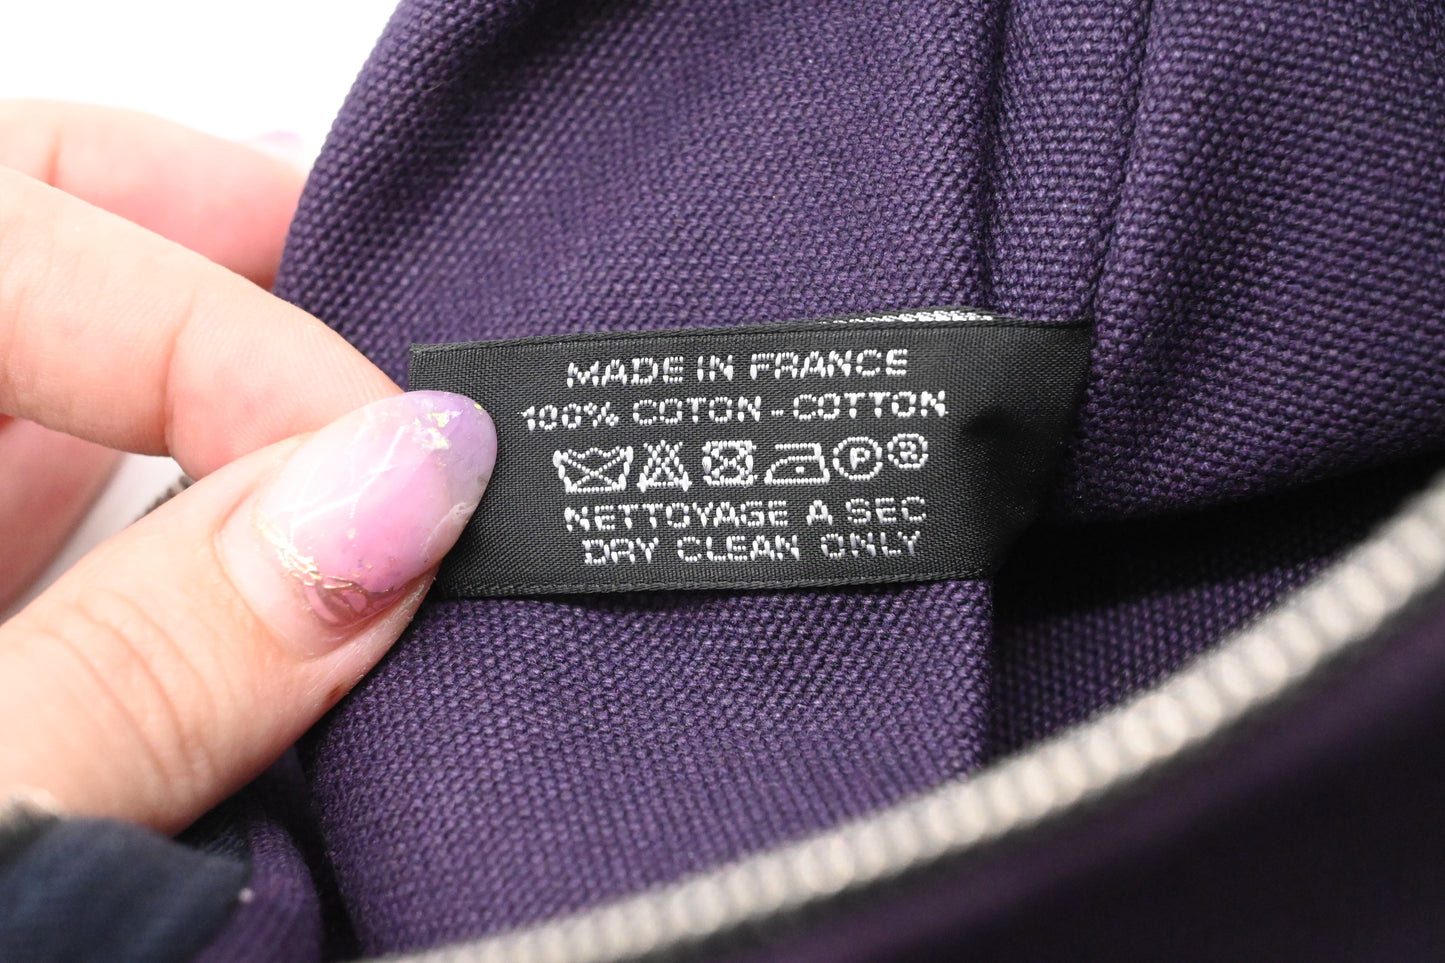 MADE IN FRANCE
100% COTON - COTTON
P ®
NETTOYAGE A SEC
DRY CLEAN ONLY